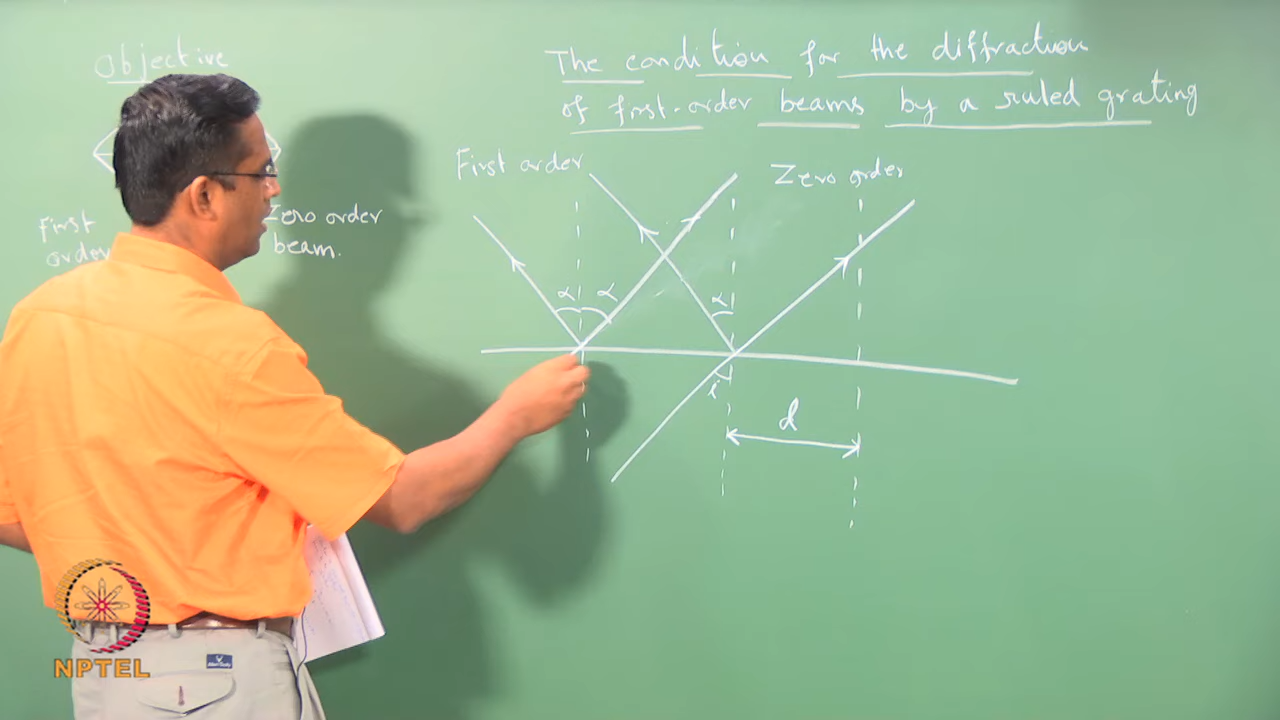 Objective
The condition for the diffraction
of first-order beams by a ruled grating
First order
Zero order
First
order
Zero order
beam.
α
α
α
i
d
NPTEL